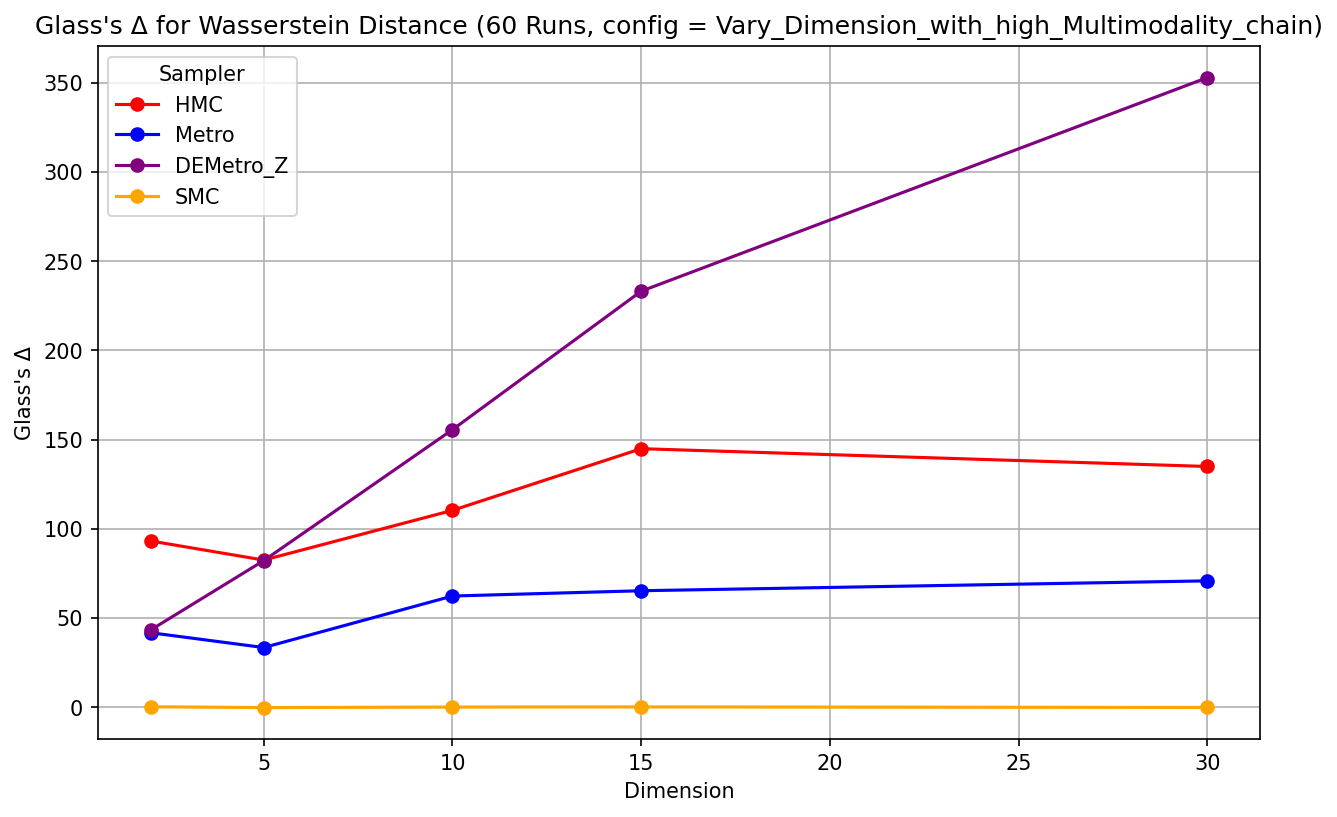 Glass's Δ for Wasserstein Distance (60 Runs, config = Vary_Dimension_with_high_Multimodality_chain)
Sampler
HMC
Metro
DEMetro_Z
SMC
Glass's Δ
350
300
250
200
150
100
50
0
5
10
15
20
25
30
Dimension